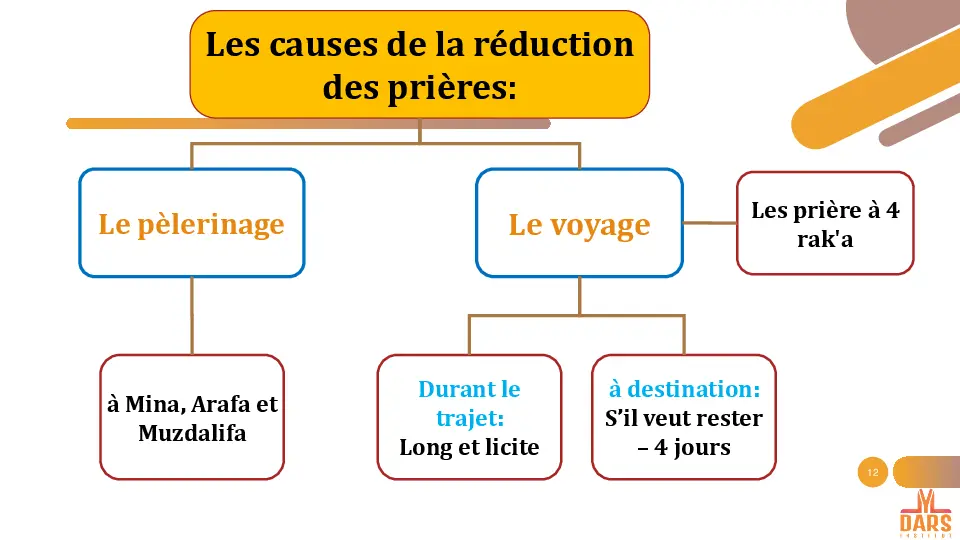 Les causes de la réduction
des prières:
Le pèlerinage
Le voyage
Les prière à 4
rak'a
à Mina, Arafa et
Muzdalifa
Durant le
trajet:
Long et licite
à destination:
S’il veut rester
– 4 jours
12
DARS
INSTITUT